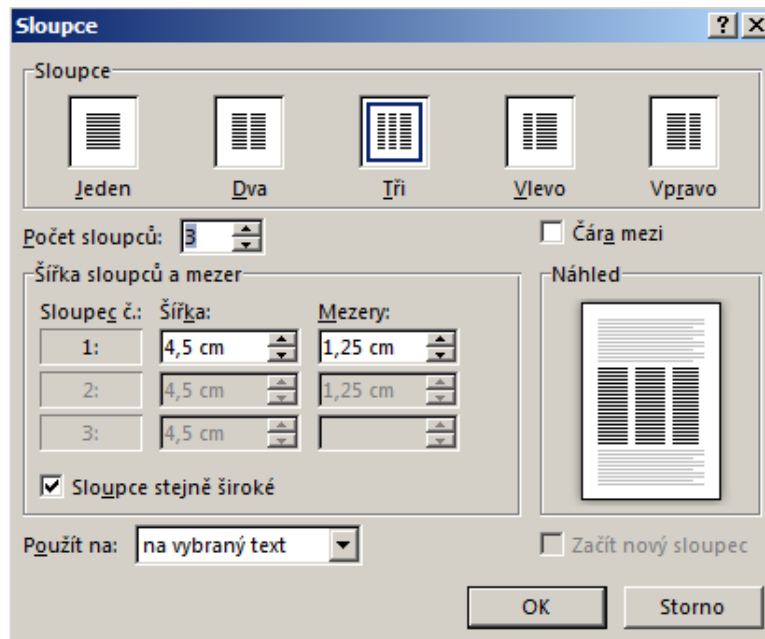 Sloupce
Sloupce
Jeden Dva Tři Vlevo Vpravo
Počet sloupců: 3 Čára mezi
Šířka sloupců a mezer Náhled
Sloupec č.: Šířka: Mezery:
1: 4,5 cm 1,25 cm
2: 4,5 cm 1,25 cm
3: 4,5 cm
Sloupce stejně široké
Použít na: na vybraný text Začít nový sloupec
OK Storno